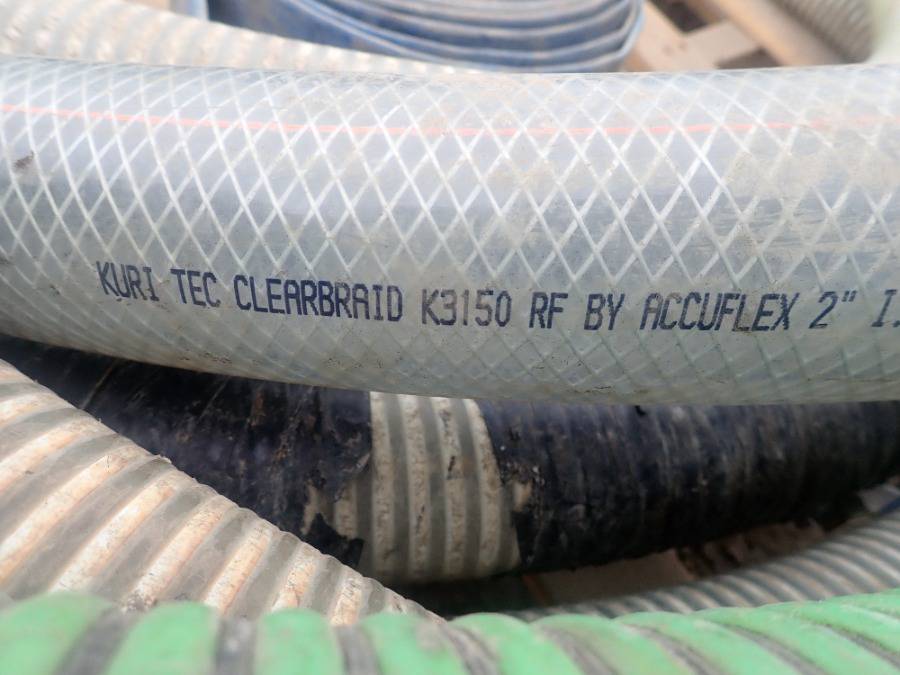 KURI TEC CLEARBRAID K3150 RF BY ACCUFLEX 2" I.